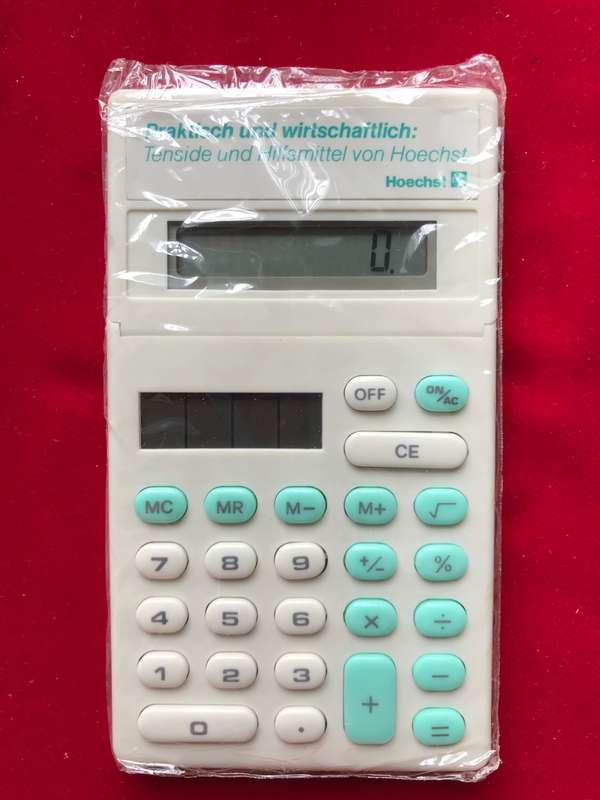 Praktisch und wirtschaftlich:
Tenside und Hilfsmittel von Hoechst
Hoechst
0.
OFF ON/AC
CE
MC MR M− M+ √
7 8 9 +/− %
4 5 6 × ÷
1 2 3 + −
0 . =